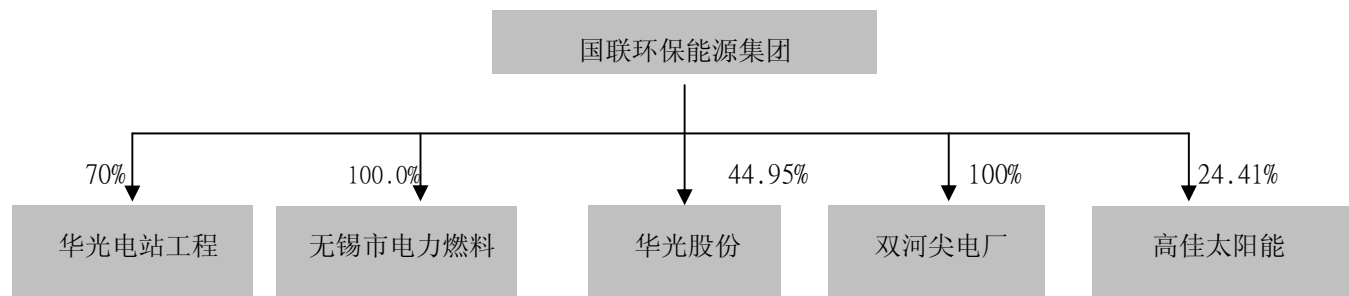 国联环保能源集团
70%
100.0%
44.95%
100%
24.41%
华光电站工程
无锡市电力燃料
华光股份
双河尖电厂
高佳太阳能